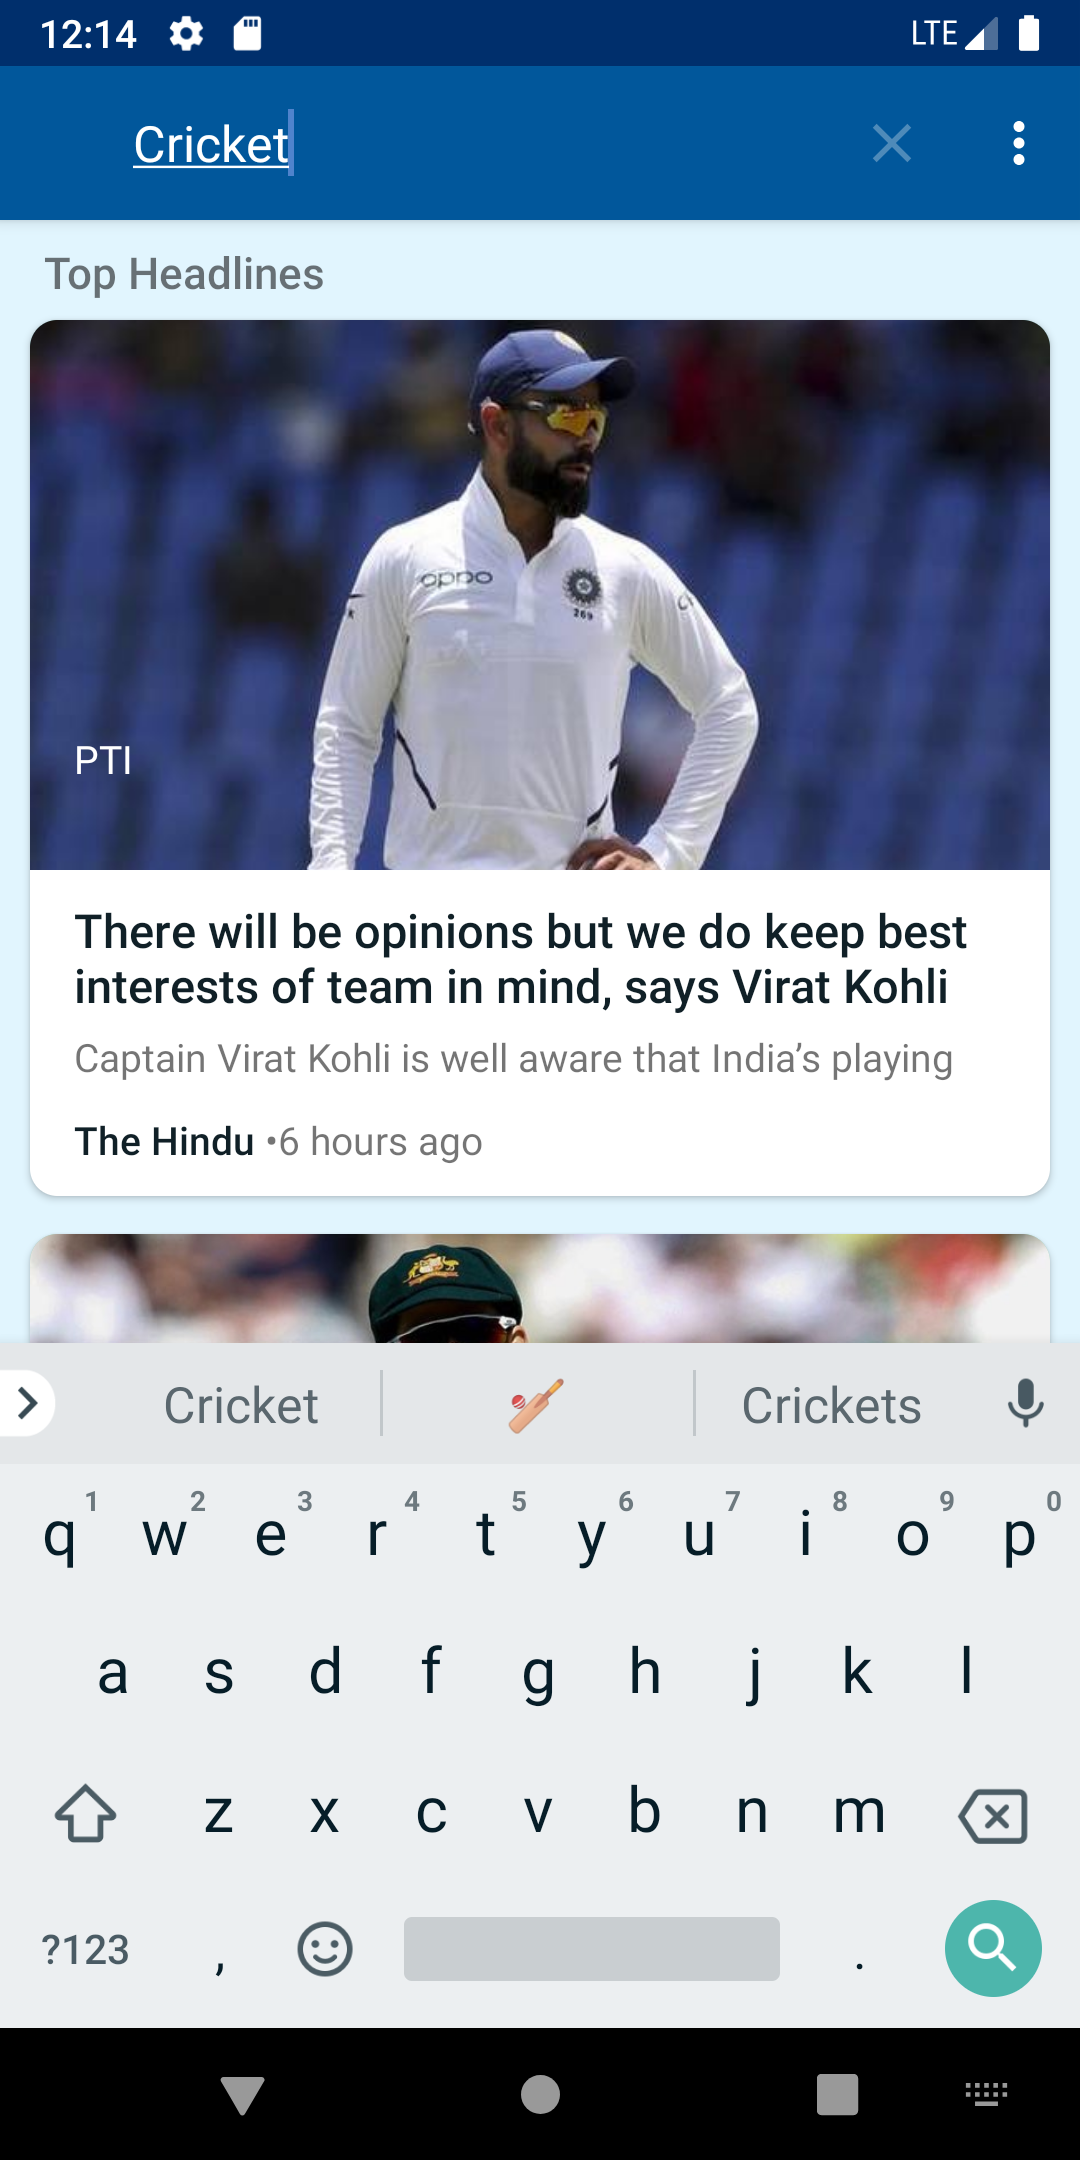 12:14 LTE
Cricket
Top Headlines
oppo
269
PTI
There will be opinions but we do keep best
interests of team in mind, says Virat Kohli
Captain Virat Kohli is well aware that India’s playing
The Hindu •6 hours ago
Cricket Crickets
1 2 3 4 5 6 7 8 9 0
q w e r t y u i o p
a s d f g h j k l
z x c v b n m
?123 , .